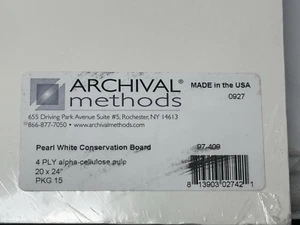 ARCHIVAL®
methods
MADE in the USA
0927
655 Driving Park Avenue Suite #5, Rochester, NY 14613
866-877-7050 • www.archivalmethods.com
Pearl White Conservation Board 97-409
4 PLY alpha-cellulose pulp
20 x 24"
PKG 15
8 13903 02742 1